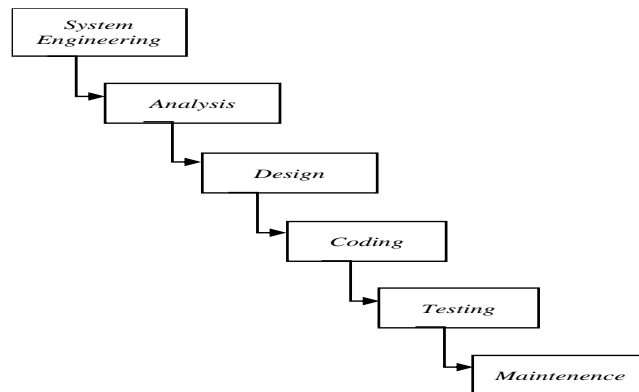 System
Engineering
Analysis
Design
Coding
Testing
Maintenence